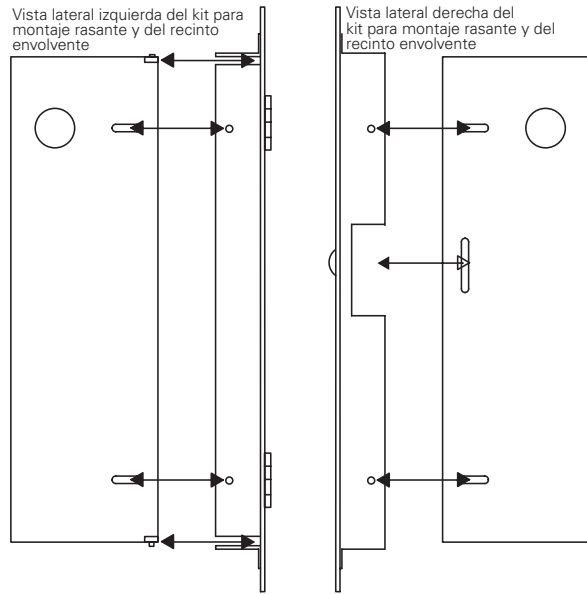 Vista lateral izquierda del kit para
montaje rasante y del recinto
envolvente
Vista lateral derecha del
kit para montaje rasante y del
recinto envolvente